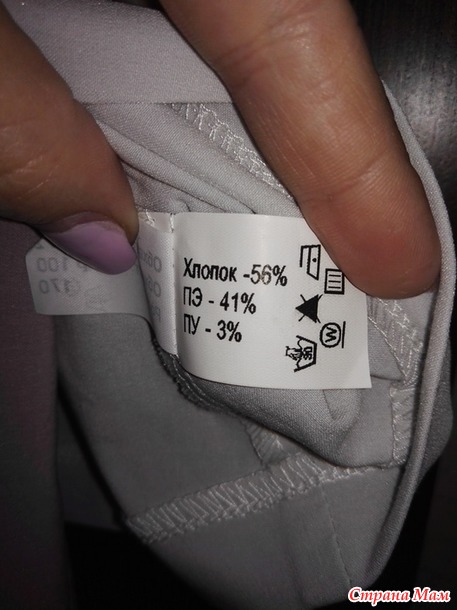 Хлопок -56%
ПЭ - 41%
ПУ - 3%
W
Страна Мам